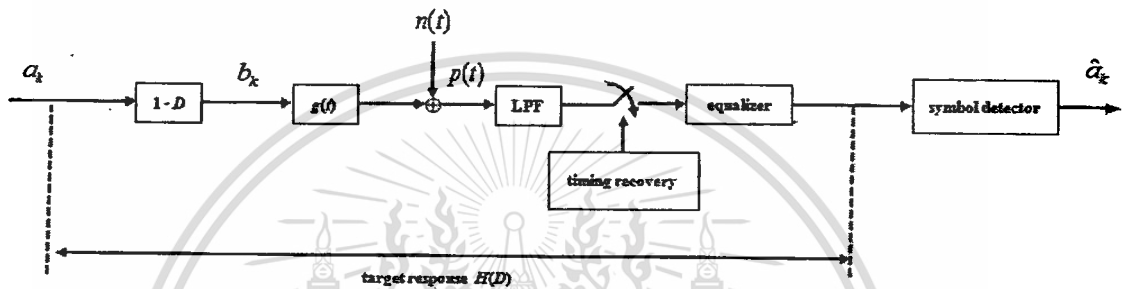 n(t)
a_k
b_k
p(t)
â_k
1 - D
g(t)
LPF
equalizer
symbol detector
timing recovery
target response H(D)